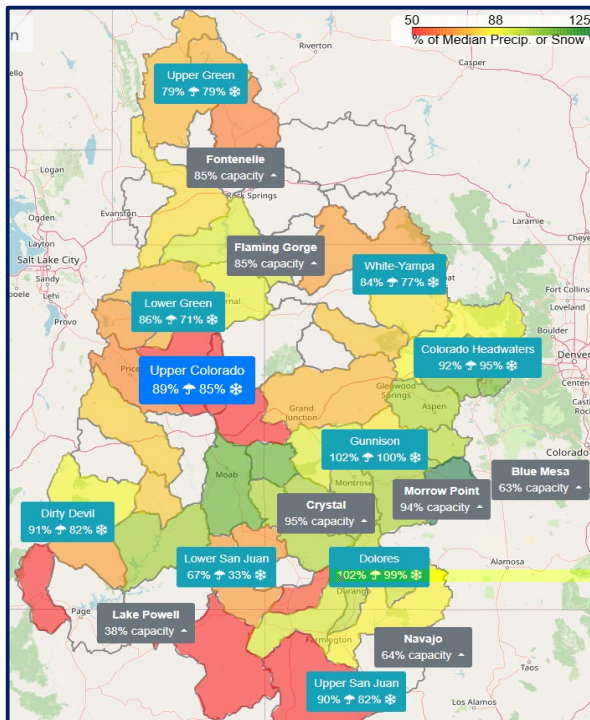 50 88 125
% of Median Precip. or Snow
Riverton
Casper
Upper Green
79% 79%
Fontenelle
85% capacity
Rock Springs
Logan
Evanston
Ogden
Layton
Laramie
Salt Lake City
Sandy
Lehi
Provo
Flaming Gorge
85% capacity
White-Yampa
84% 77%
Fort Collins
Loveland
Boulder
Lower Green
86% 71%
Upper Colorado
89% 85%
Price
Colorado Headwaters
92% 95%
Denver
Glenwood
Springs
Aspen
Grand
Junction
Gunnison
102% 100%
Moab
Montrose
Colorado
Blue Mesa
63% capacity
Morrow Point
94% capacity
Crystal
95% capacity
Dirty Devil
91% 82%
Lower San Juan
67% 33%
Dolores
102% 99%
Alamosa
Durango
Page
Lake Powell
38% capacity
Farmington
Navajo
64% capacity
Taos
Upper San Juan
90% 82%
Los Alamos